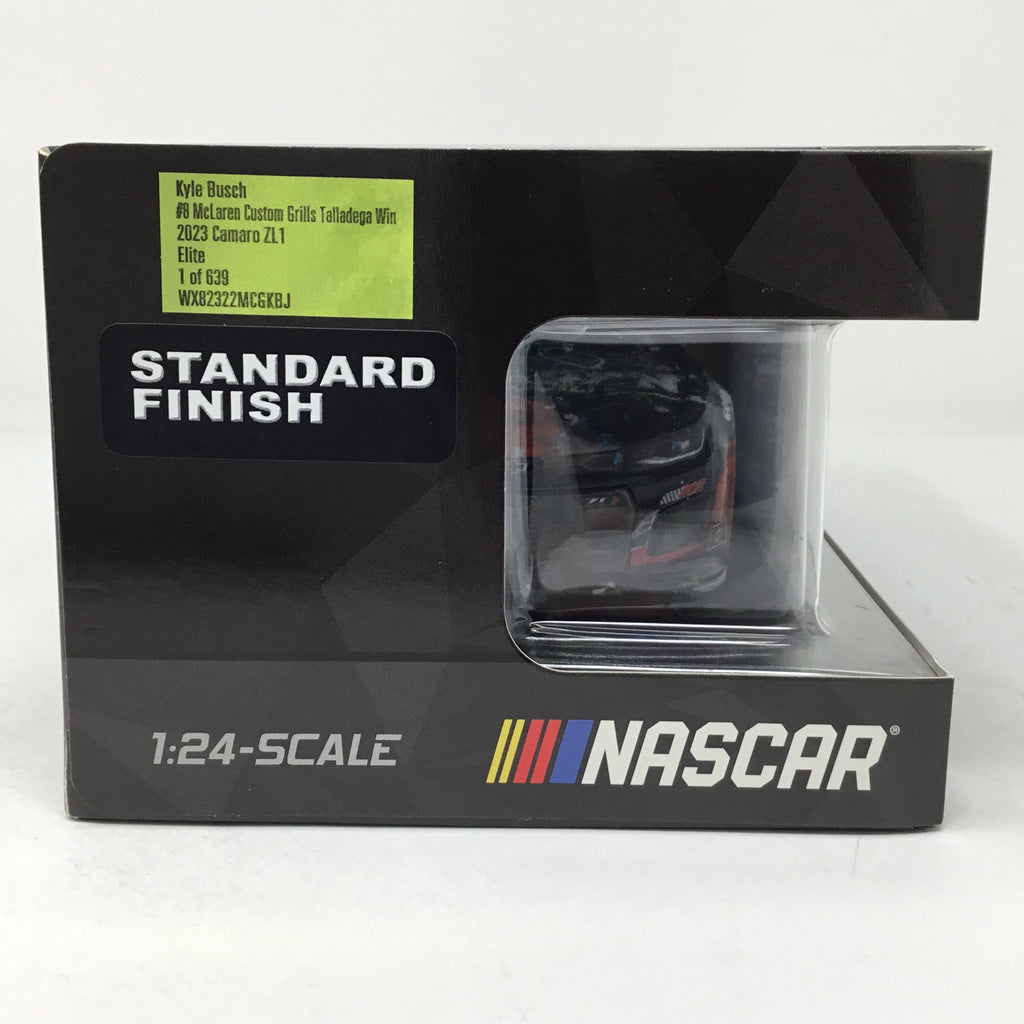 Kyle Busch
#8 McLaren Custom Grills Talladega Win
2023 Camaro ZL1
Elite
1 of 639
WX82322MCGKBJ
STANDARD
FINISH
1:24-SCALE
NASCAR®